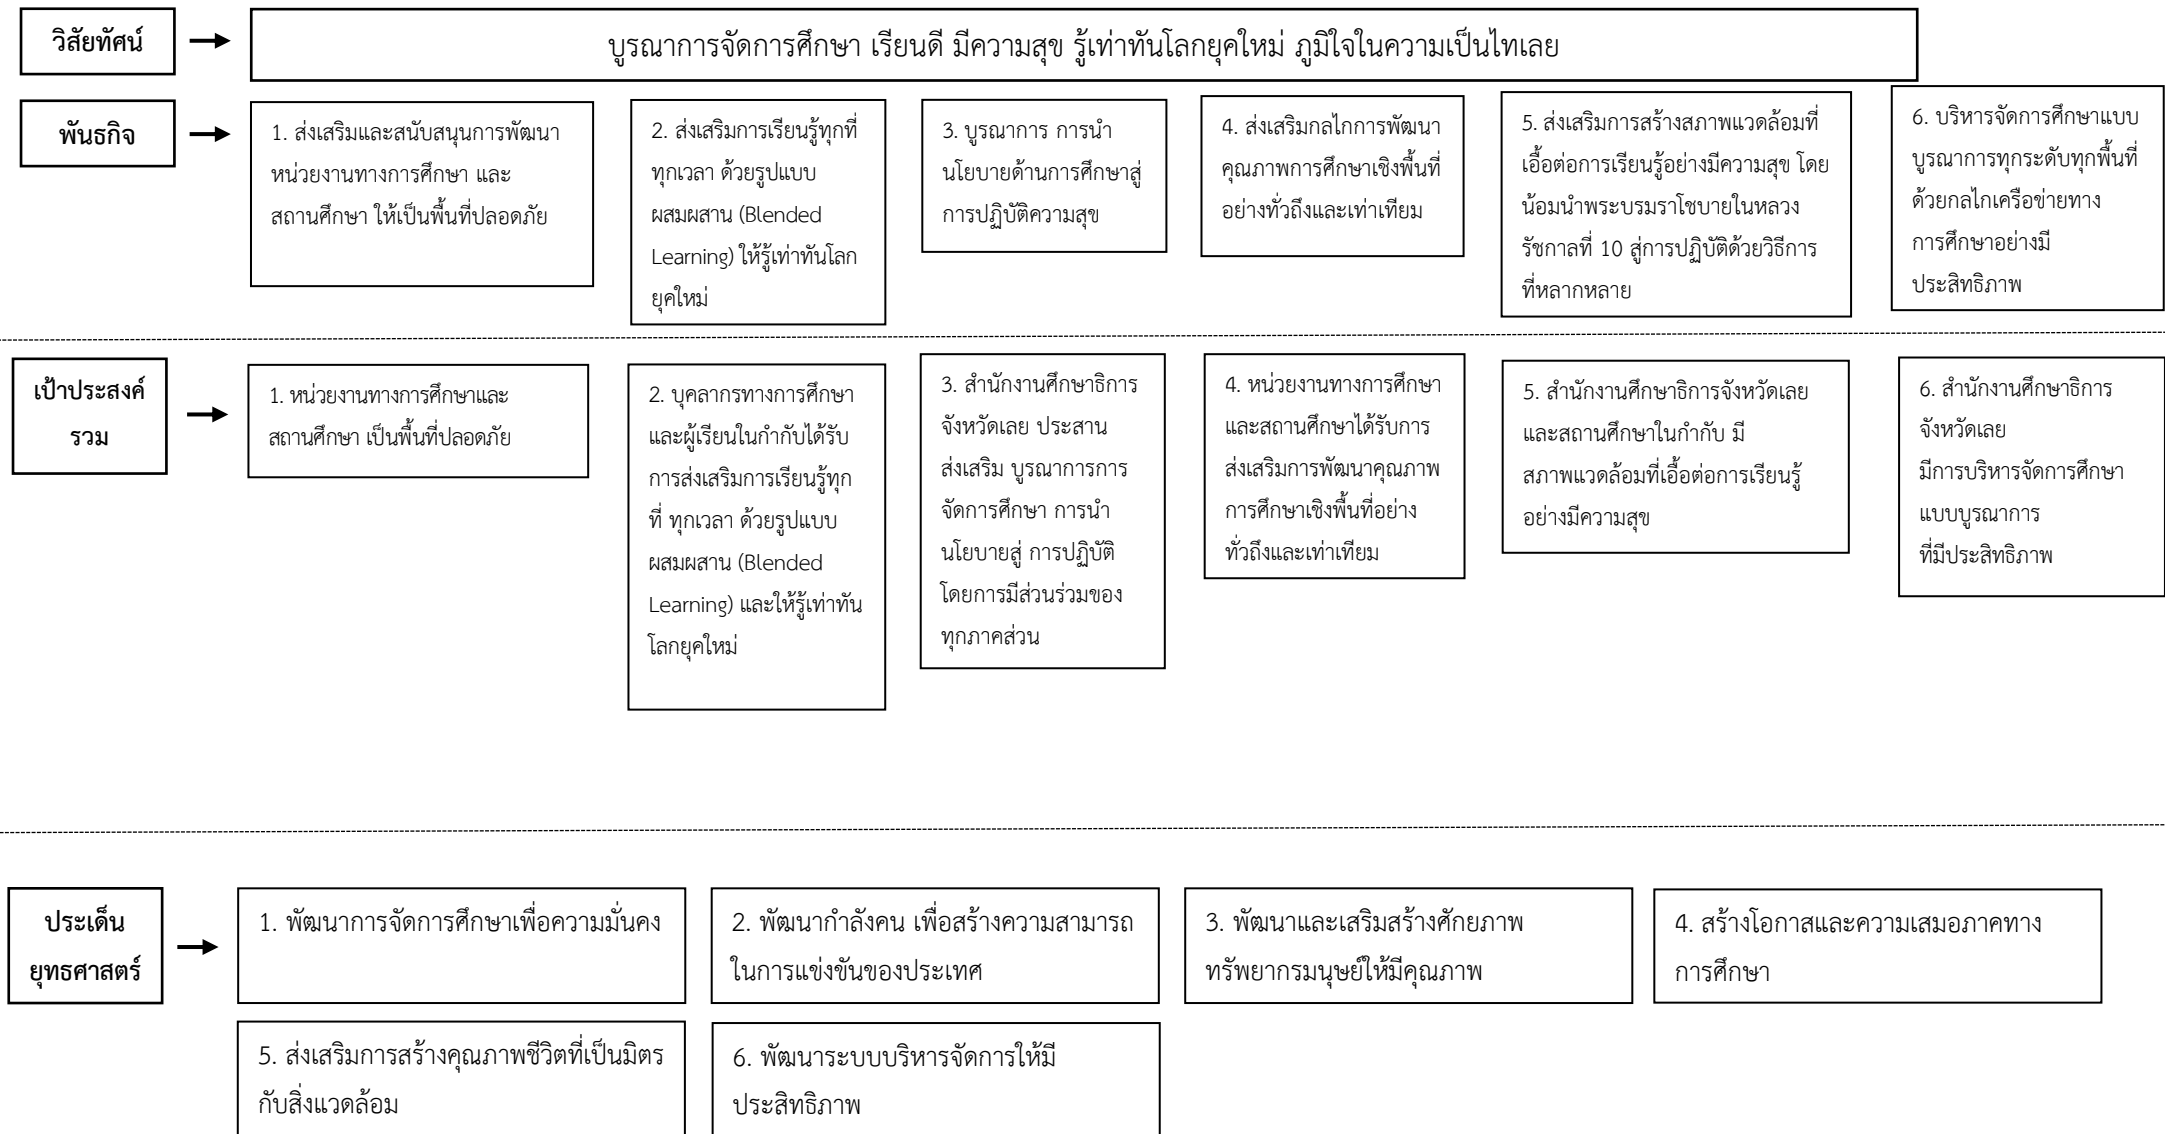 วิสัยทัศน์
บูรณาการจัดการศึกษา เรียนดี มีความสุข รู้เท่าทันโลกยุคใหม่ ภูมิใจในความเป็นไทเลย
พันธกิจ
1. ส่งเสริมและสนับสนุนการพัฒนา
หน่วยงานทางการศึกษา และ
สถานศึกษา ให้เป็นพื้นที่ปลอดภัย
2. ส่งเสริมการเรียนรู้ทุกที่
ทุกเวลา ด้วยรูปแบบ
ผสมผสาน (Blended
Learning) ให้รู้เท่าทันโลก
ยุคใหม่
3. บูรณาการ การนำ
นโยบายด้านการศึกษาสู่
การปฏิบัติความสุข
4. ส่งเสริมกลไกการพัฒนา
คุณภาพการศึกษาเชิงพื้นที่
อย่างทั่วถึงและเท่าเทียม
5. ส่งเสริมการสร้างสภาพแวดล้อมที่
เอื้อต่อการเรียนรู้อย่างมีความสุข โดย
น้อมนำพระบรมราโชบายในหลวง
รัชกาลที่ 10 สู่การปฏิบัติด้วยวิธีการ
ที่หลากหลาย
6. บริหารจัดการศึกษาแบบ
บูรณาการทุกระดับทุกพื้นที่
ด้วยกลไกเครือข่ายทาง
การศึกษาอย่างมี
ประสิทธิภาพ
เป้าประสงค์
รวม
1. หน่วยงานทางการศึกษาและ
สถานศึกษา เป็นพื้นที่ปลอดภัย
2. บุคลากรทางการศึกษา
และผู้เรียนในกำกับได้รับ
การส่งเสริมการเรียนรู้ทุก
ที่ ทุกเวลา ด้วยรูปแบบ
ผสมผสาน (Blended
Learning) และให้รู้เท่าทัน
โลกยุคใหม่
3. สำนักงานศึกษาธิการ
จังหวัดเลย ประสาน
ส่งเสริม บูรณาการการ
จัดการศึกษา การนำ
นโยบายสู่ การปฏิบัติ
โดยการมีส่วนร่วมของ
ทุกภาคส่วน
4. หน่วยงานทางการศึกษา
และสถานศึกษาได้รับการ
ส่งเสริมการพัฒนาคุณภาพ
การศึกษาเชิงพื้นที่อย่าง
ทั่วถึงและเท่าเทียม
5. สำนักงานศึกษาธิการจังหวัดเลย
และสถานศึกษาในกำกับ มี
สภาพแวดล้อมที่เอื้อต่อการเรียนรู้
อย่างมีความสุข
6. สำนักงานศึกษาธิการ
จังหวัดเลย
มีการบริหารจัดการศึกษา
แบบบูรณาการ
ที่มีประสิทธิภาพ
ประเด็น
ยุทธศาสตร์
1. พัฒนาการจัดการศึกษาเพื่อความมั่นคง
2. พัฒนากำลังคน เพื่อสร้างความสามารถ
ในการแข่งขันของประเทศ
3. พัฒนาและเสริมสร้างศักยภาพ
ทรัพยากรมนุษย์ให้มีคุณภาพ
4. สร้างโอกาสและความเสมอภาคทาง
การศึกษา
5. ส่งเสริมการสร้างคุณภาพชีวิตที่เป็นมิตร
กับสิ่งแวดล้อม
6. พัฒนาระบบบริหารจัดการให้มี
ประสิทธิภาพ